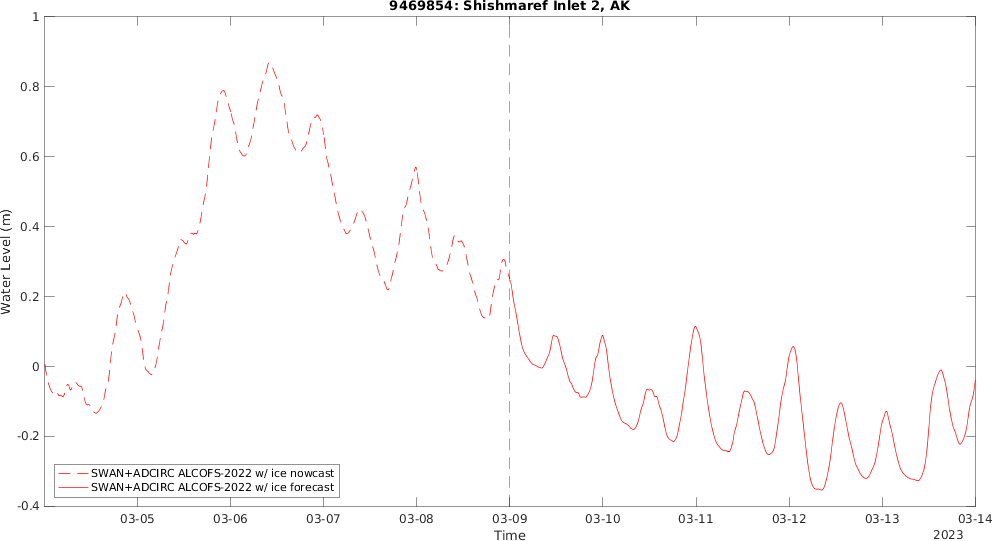 9469854: Shishmaref Inlet 2, AK
1
0.8
0.6
0.4
0.2
0
-0.2
-0.4
Water Level (m)
SWAN+ADCIRC ALCOFS-2022 w/ ice nowcast
SWAN+ADCIRC ALCOFS-2022 w/ ice forecast
03-05 03-06 03-07 03-08 03-09 03-10 03-11 03-12 03-13 03-14
Time
2023